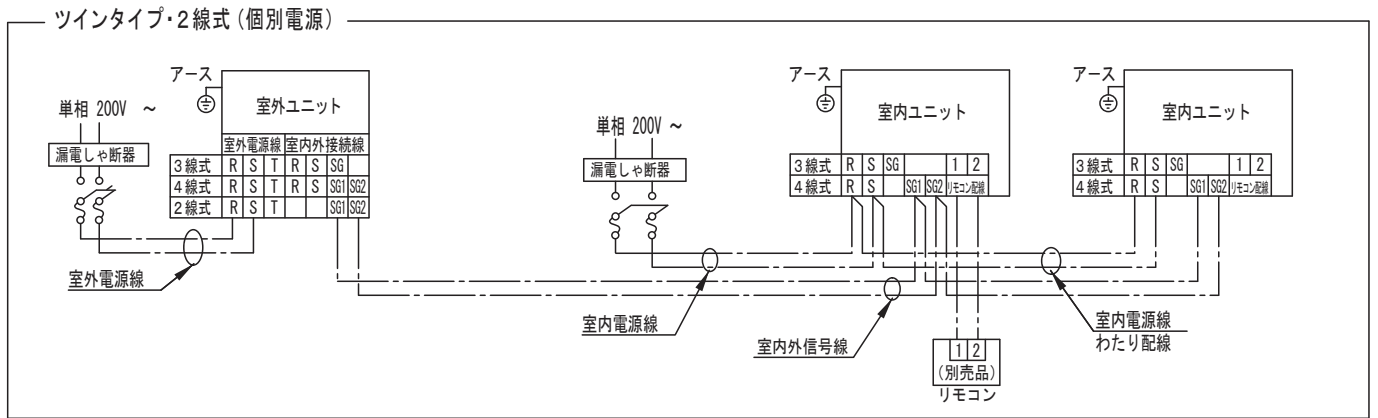 ツインタイプ・2線式（個別電源）
アース
単相 200V ～
漏電しゃ断器
室外ユニット
室外電源線 室内外接続線
3線式 R S T R S SG
4線式 R S T R S SG1 SG2
2線式 R S T SG1 SG2
室外電源線
単相 200V ～
漏電しゃ断器
アース
室内ユニット
3線式 R S SG 1 2
4線式 R S SG1 SG2 リモコン配線
アース
室内ユニット
3線式 R S SG 1 2
4線式 R S SG1 SG2 リモコン配線
室内電源線
室内外信号線
1 2
(別売品)
リモコン
室内電源線
わたり配線